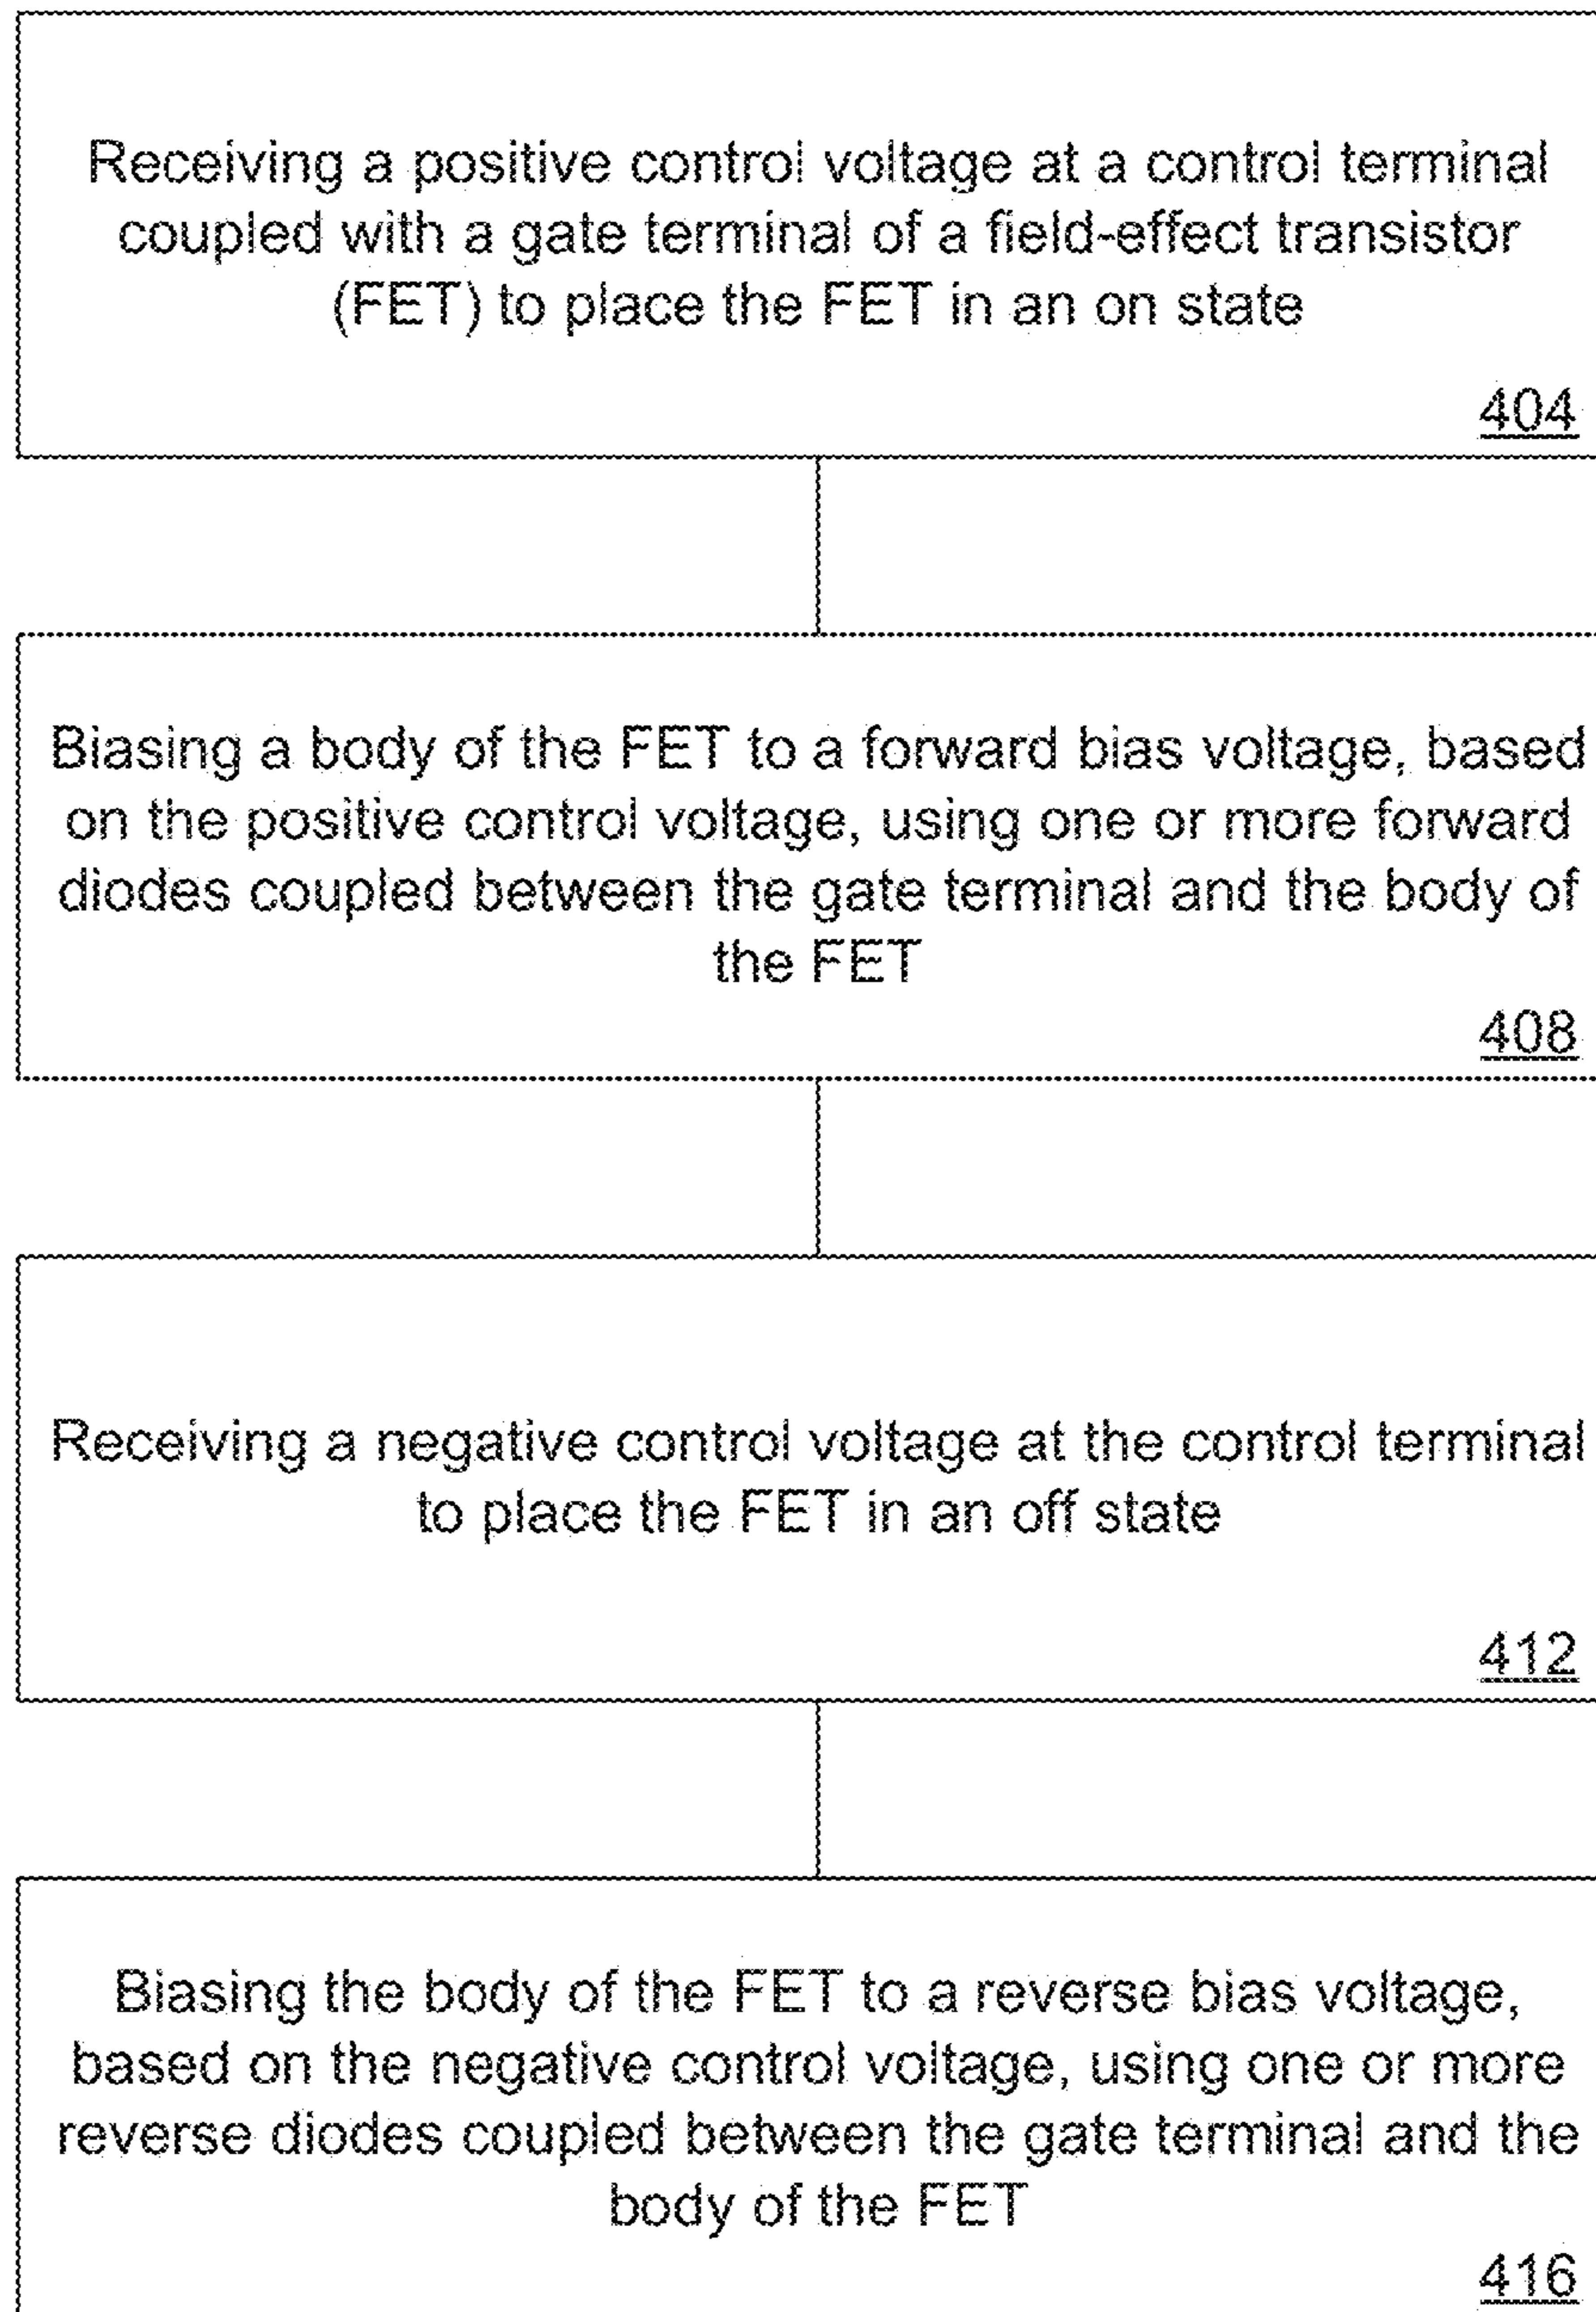 Receiving a positive control voltage at a control terminal
coupled with a gate terminal of a field-effect transistor
(FET) to place the FET in an on state
404
Biasing a body of the FET to a forward bias voltage, based
on the positive control voltage, using one or more forward
diodes coupled between the gate terminal and the body of
the FET
408
Receiving a negative control voltage at the control terminal
to place the FET in an off state
412
Biasing the body of the FET to a reverse bias voltage,
based on the negative control voltage, using one or more
reverse diodes coupled between the gate terminal and the
body of the FET
416